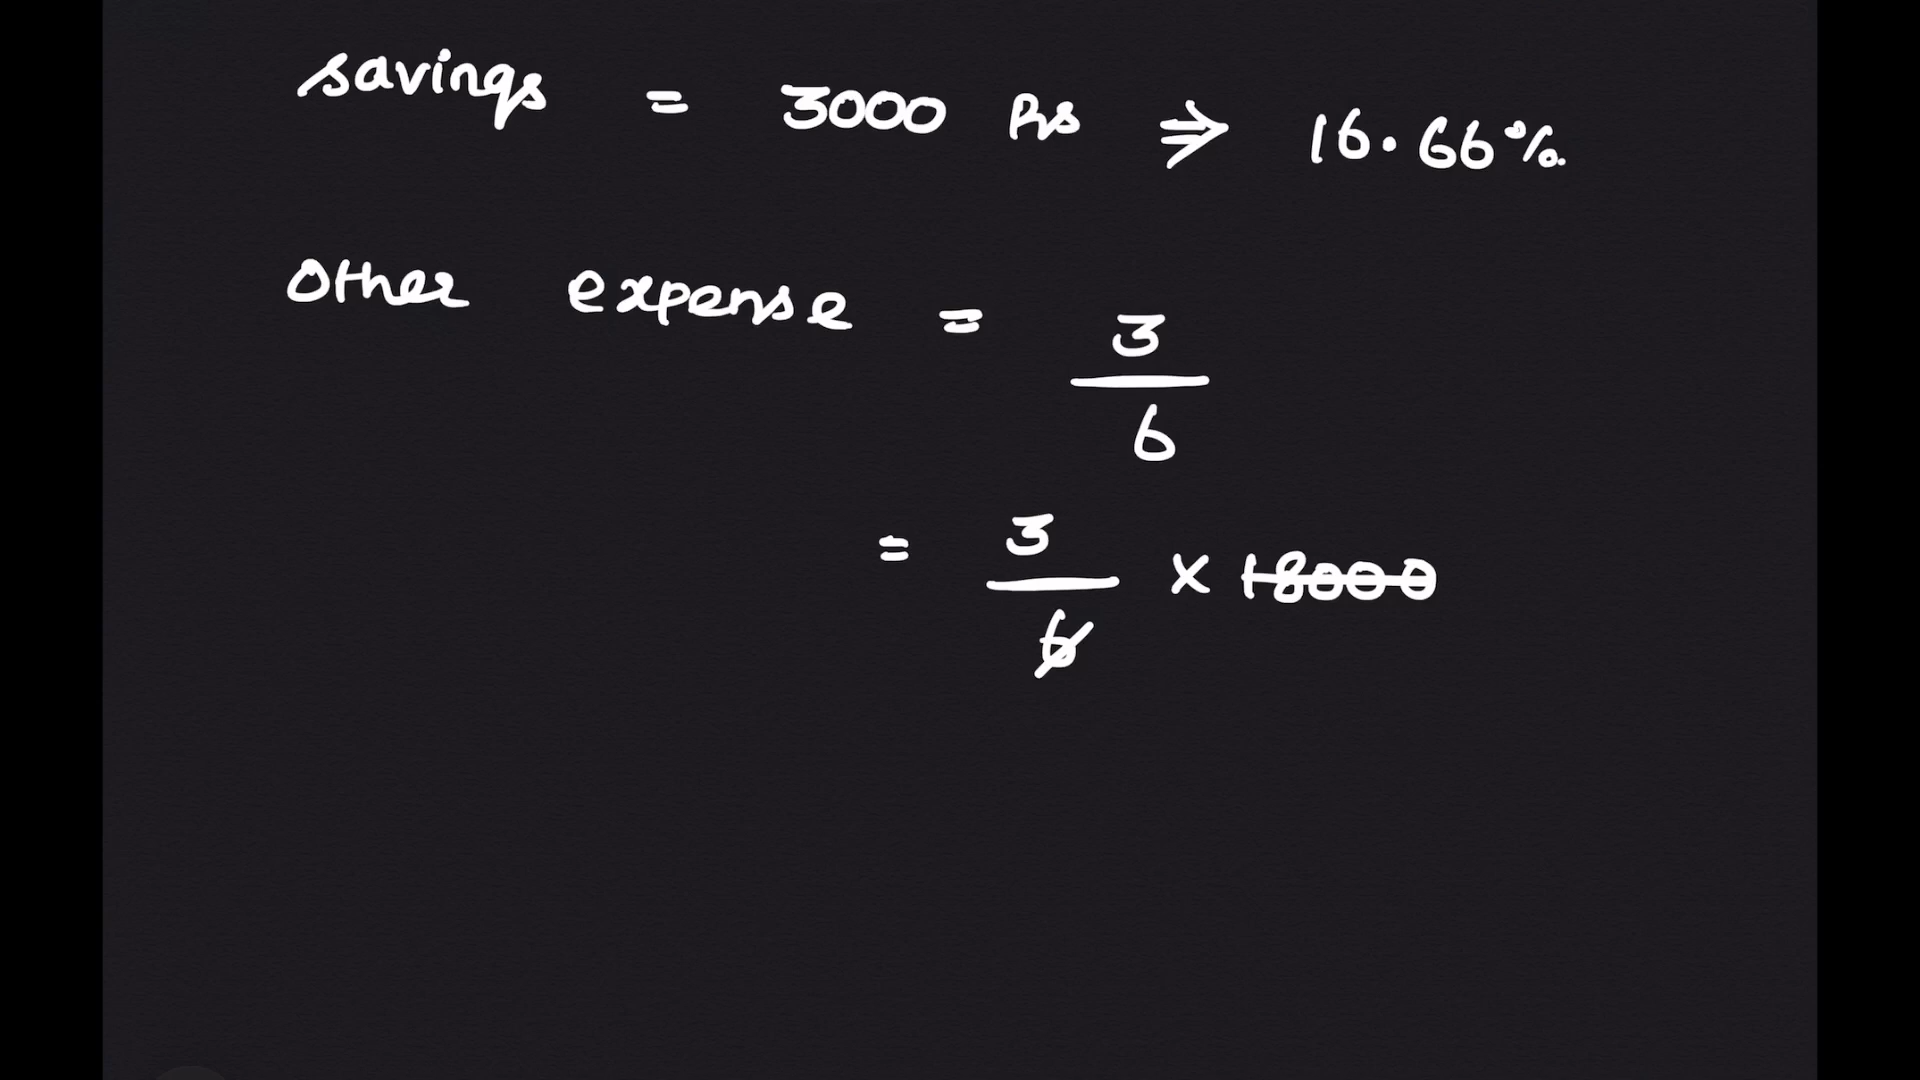 savings = 3000 Rs ⇒ 16.66%
Other expense = 3/6
= 3/6 × 18000